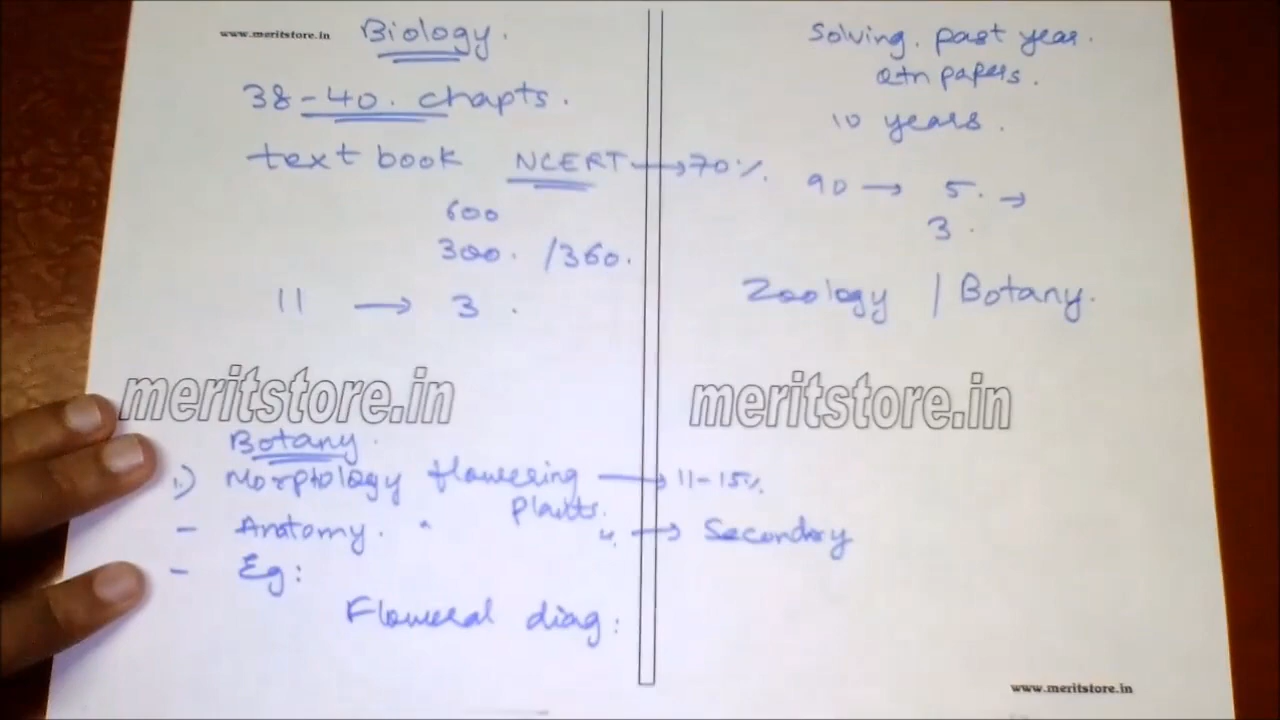 www.meritstore.in Biology.
38-40. chapts.
text book NCERT → 70%.
600
300. /360.
11 → 3.
meritstore.in
Botany.
1.) Morptology flowering → 11-15%
plants.
- Anatomy. " " → Secondry
- Eg:
Floweral diag:
Solving. past year.
Qtn papers.
10 years.
90 → 5. →
3.
Zoology / Botany.
meritstore.in
www.meritstore.in